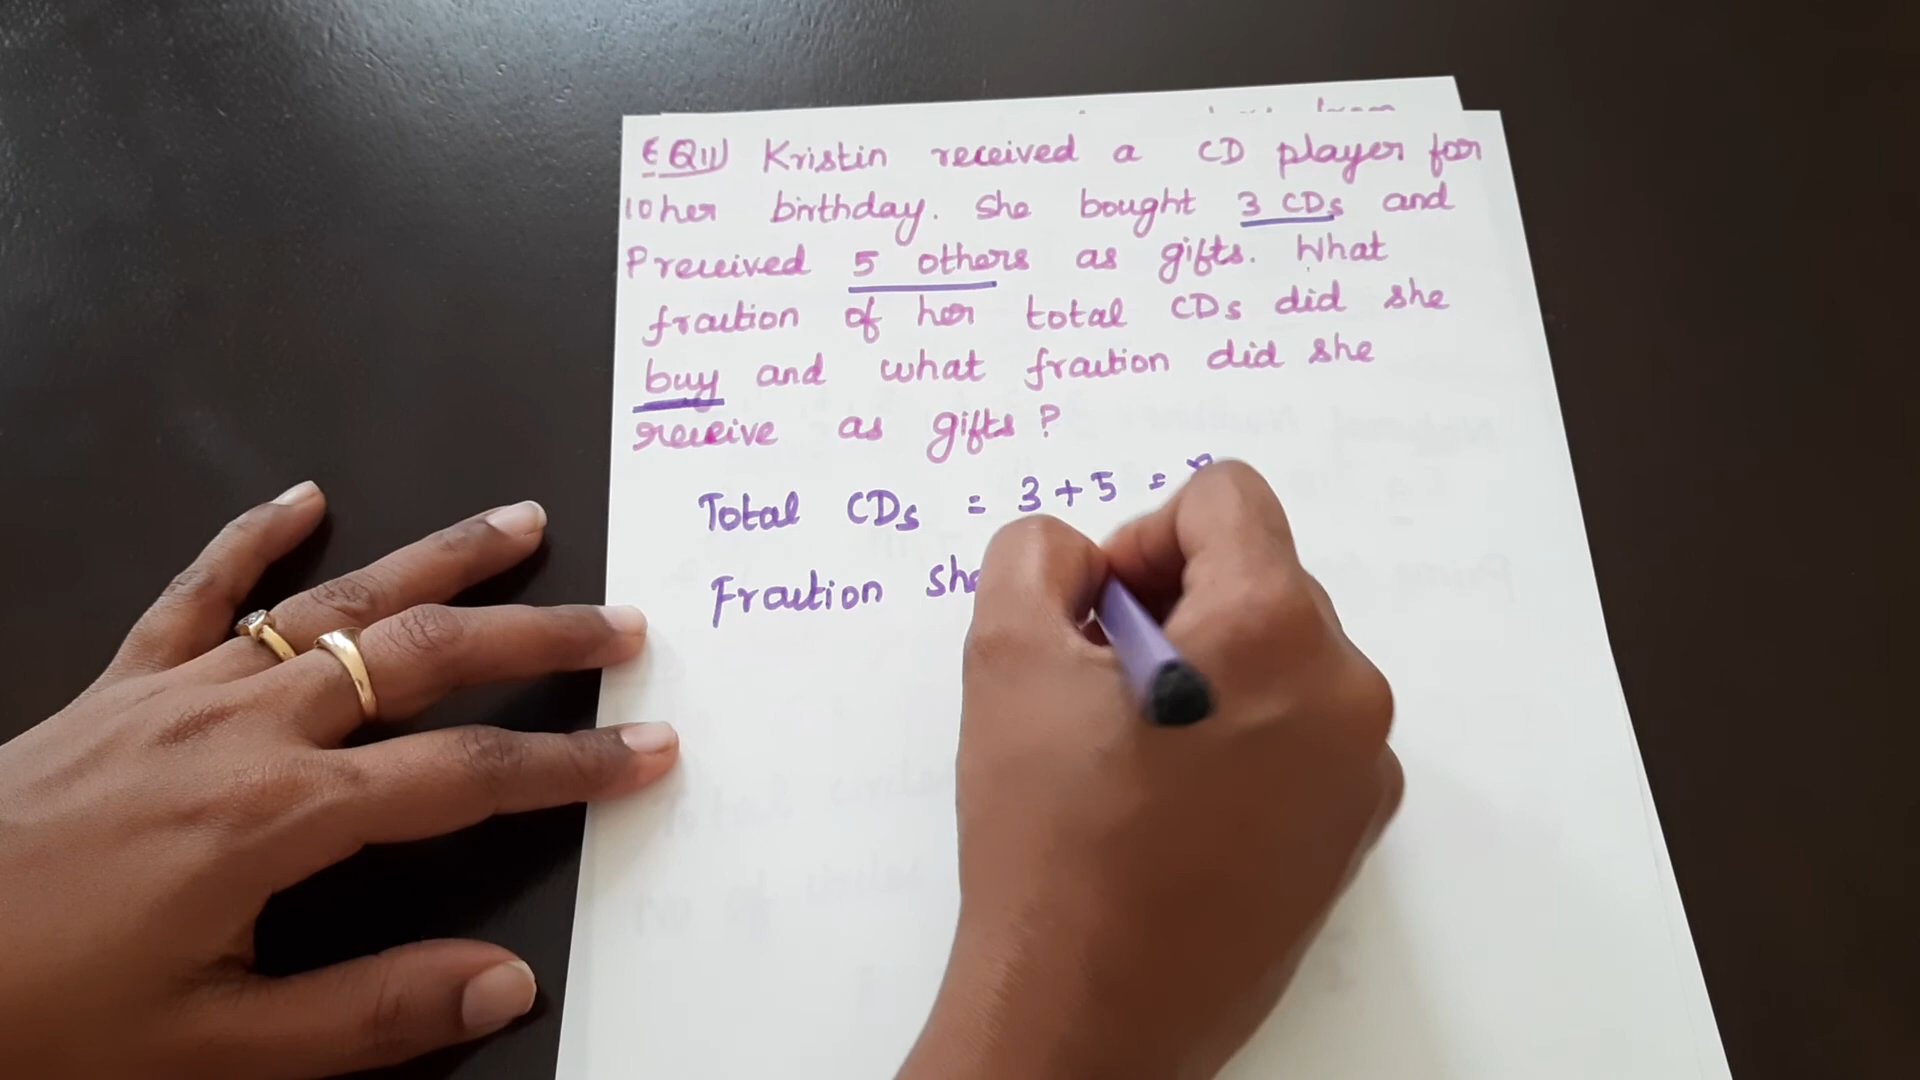 Q11) Kristin received a CD player for
her birthday. She bought 3 CDs and
received 5 others as gifts. What
fraction of her total CDs did she
buy and what fraction did she
receive as gifts?
Total CDs = 3+5 =
Fraction she